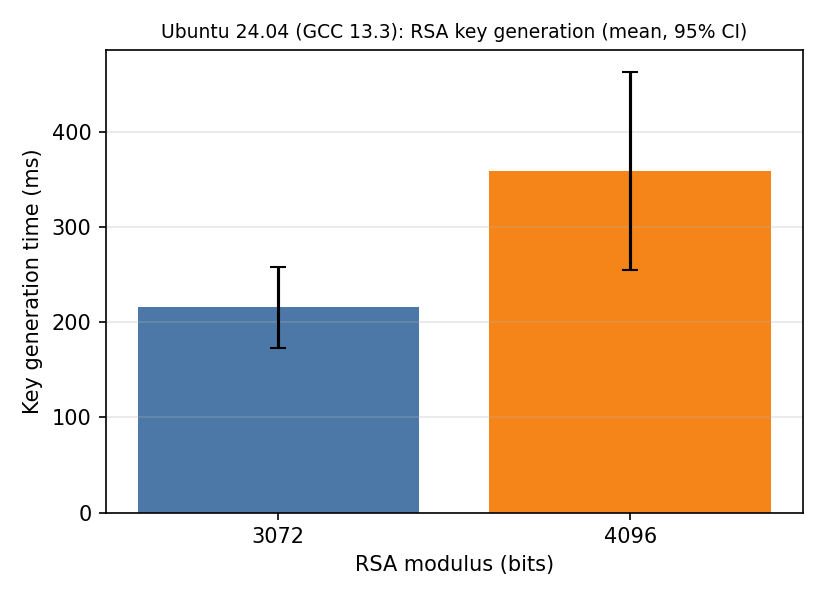 Ubuntu 24.04 (GCC 13.3): RSA key generation (mean, 95% CI)
Key generation time (ms)
400
300
200
100
0
3072 4096
RSA modulus (bits)